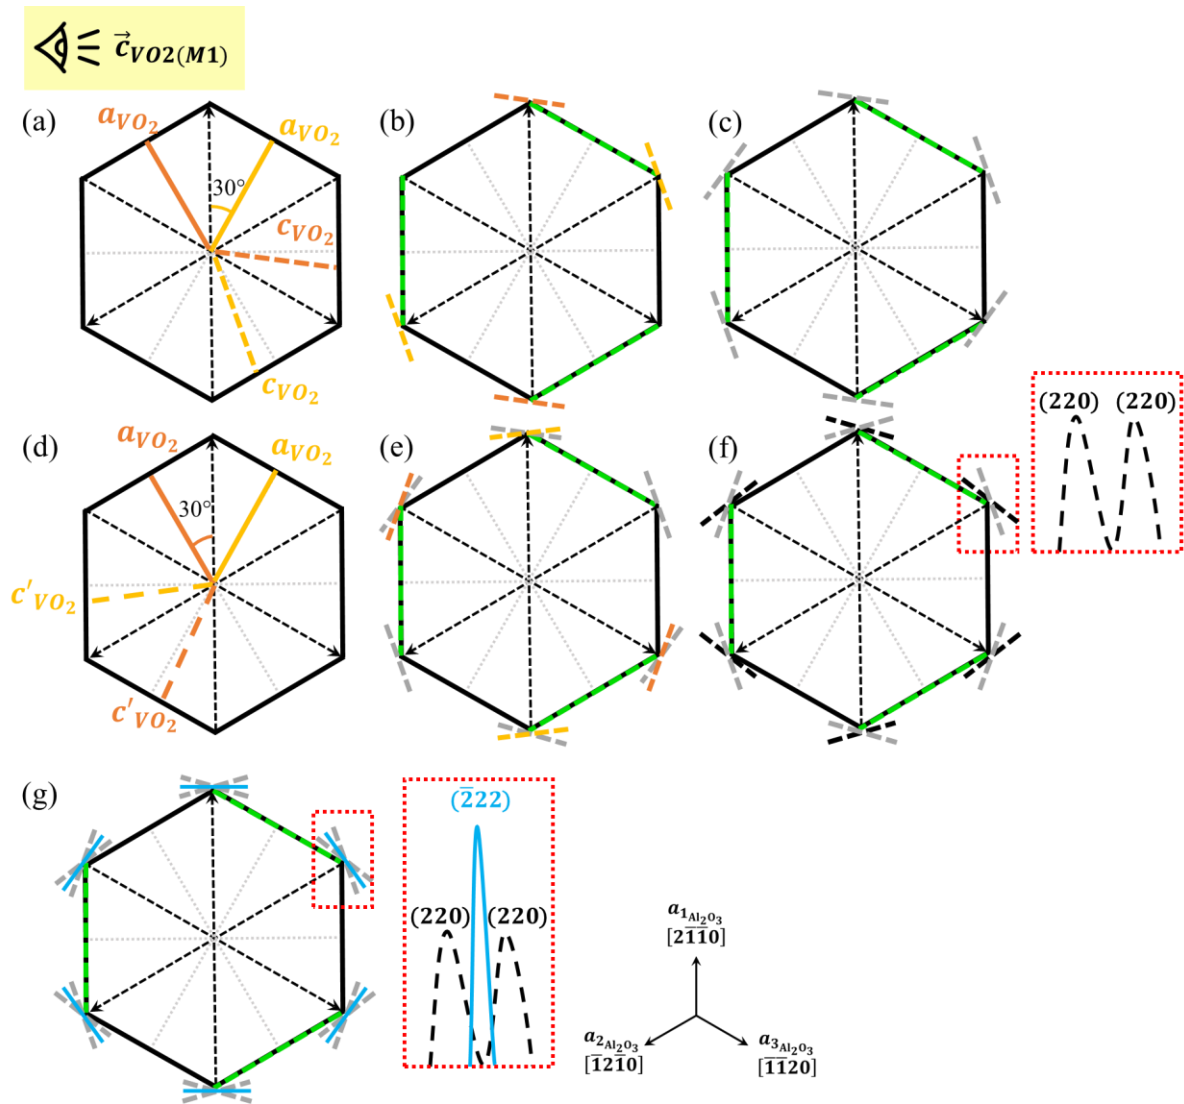 c⃗VO2(M1)
(a)
aVO₂
aVO₂
30°
cVO₂
cVO₂
(b)
(c)
(d)
aVO₂
aVO₂
30°
c'VO₂
c'VO₂
(e)
(f)
(220) (220)
(g)
(2̅22)
(220) (220)
a₁Al₂O₃
[21̅1̅0]
a₂Al₂O₃
[1̅21̅0]
a₃Al₂O₃
[1̅1̅20]